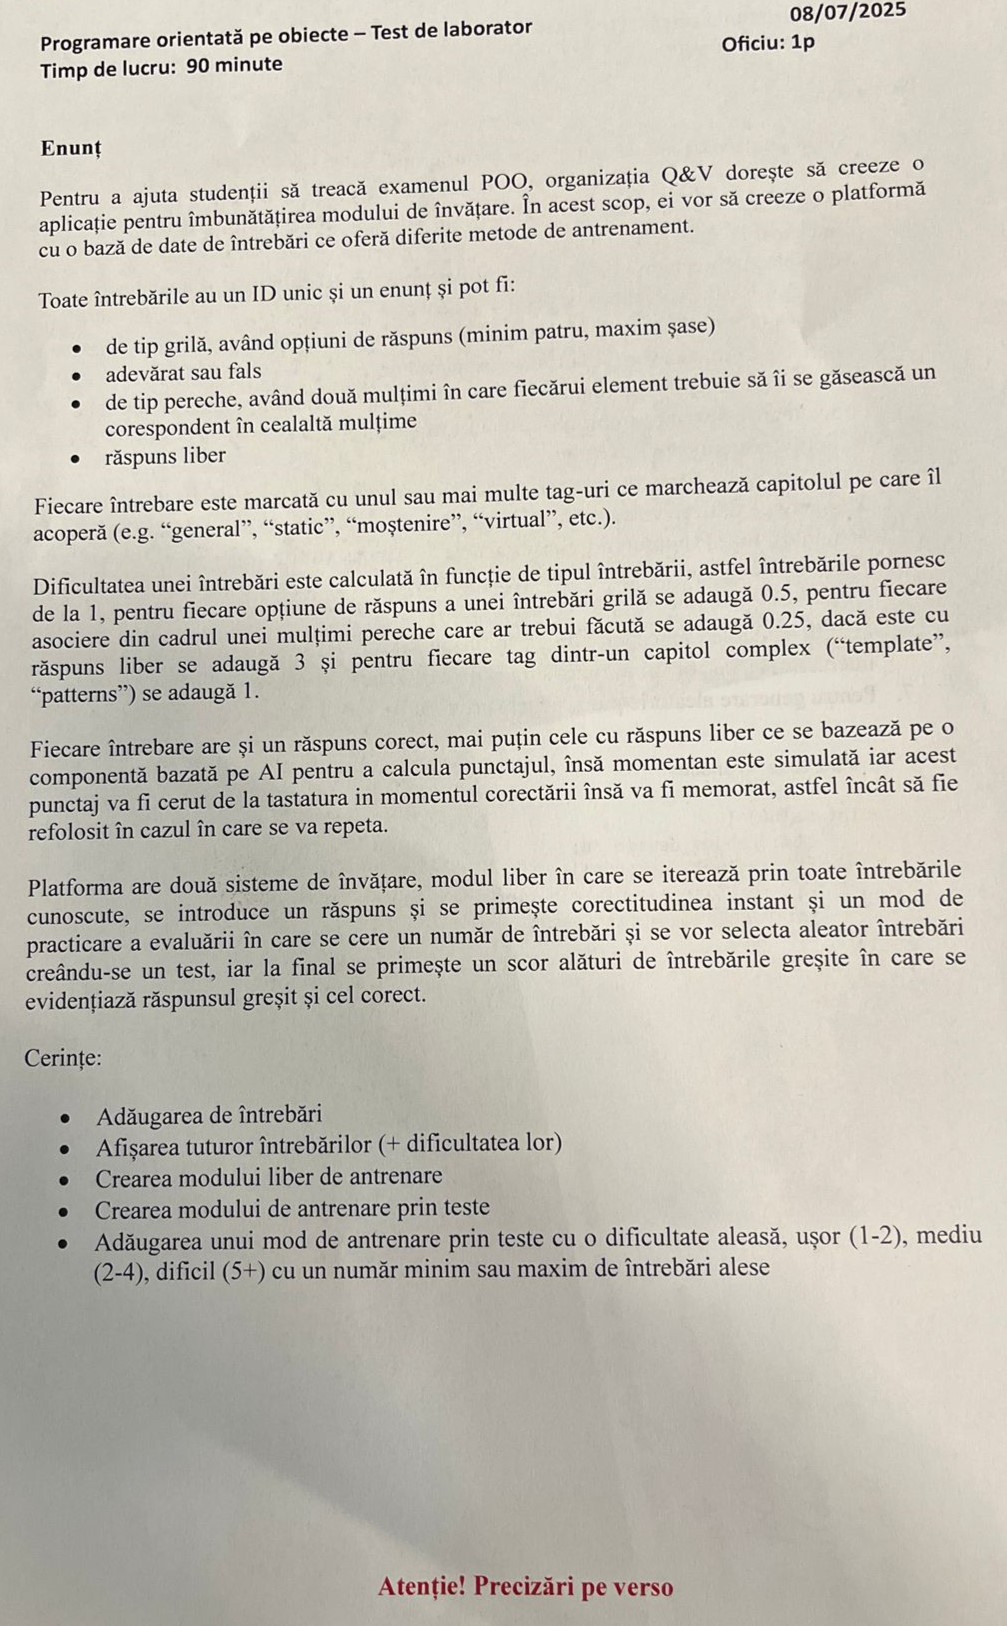 08/07/2025
Programare orientată pe obiecte – Test de laborator
Oficiu: 1p
Timp de lucru: 90 minute
Enunț
Pentru a ajuta studenții să treacă examenul POO, organizația Q&V dorește să creeze o
aplicație pentru îmbunătățirea modului de învățare. În acest scop, ei vor să creeze o platformă
cu o bază de date de întrebări ce oferă diferite metode de antrenament.
Toate întrebările au un ID unic și un enunț și pot fi:
• de tip grilă, având opțiuni de răspuns (minim patru, maxim șase)
• adevărat sau fals
• de tip pereche, având două mulțimi în care fiecărui element trebuie să îi se găsească un
corespondent în cealaltă mulțime
• răspuns liber
Fiecare întrebare este marcată cu unul sau mai multe tag-uri ce marchează capitolul pe care îl
acoperă (e.g. “general”, “static”, “moștenire”, “virtual”, etc.).
Dificultatea unei întrebări este calculată în funcție de tipul întrebării, astfel întrebările pornesc
de la 1, pentru fiecare opțiune de răspuns a unei întrebări grilă se adaugă 0.5, pentru fiecare
asociere din cadrul unei mulțimi pereche care ar trebui făcută se adaugă 0.25, dacă este cu
răspuns liber se adaugă 3 și pentru fiecare tag dintr-un capitol complex (“template”,
“patterns”) se adaugă 1.
Fiecare întrebare are și un răspuns corect, mai puțin cele cu răspuns liber ce se bazează pe o
componentă bazată pe AI pentru a calcula punctajul, însă momentan este simulată iar acest
punctaj va fi cerut de la tastatura in momentul corectării însă va fi memorat, astfel încât să fie
refolosit în cazul în care se va repeta.
Platforma are două sisteme de învățare, modul liber în care se iterează prin toate întrebările
cunoscute, se introduce un răspuns și se primește corectitudinea instant și un mod de
practicare a evaluării în care se cere un număr de întrebări și se vor selecta aleator întrebări
creându-se un test, iar la final se primește un scor alături de întrebările greșite în care se
evidențiază răspunsul greșit și cel corect.
Cerințe:
• Adăugarea de întrebări
• Afișarea tuturor întrebărilor (+ dificultatea lor)
• Crearea modului liber de antrenare
• Crearea modului de antrenare prin teste
• Adăugarea unui mod de antrenare prin teste cu o dificultate aleasă, ușor (1-2), mediu
(2-4), dificil (5+) cu un număr minim sau maxim de întrebări alese
Atenție! Precizări pe verso